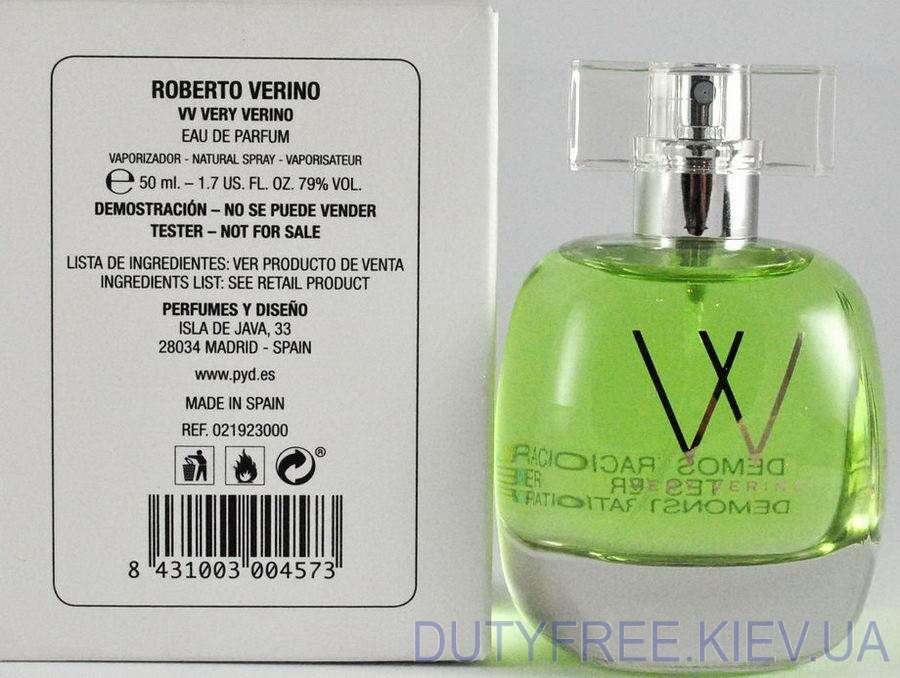 ROBERTO VERINO
VV VERY VERINO
EAU DE PARFUM
VAPORIZADOR - NATURAL SPRAY - VAPORISATEUR
e 50 ml. – 1.7 US. FL. OZ. 79% VOL.
DEMOSTRACIÓN – NO SE PUEDE VENDER
TESTER – NOT FOR SALE
LISTA DE INGREDIENTES: VER PRODUCTO DE VENTA
INGREDIENTS LIST: SEE RETAIL PRODUCT
PERFUMES Y DISEÑO
ISLA DE JAVA, 33
28034 MADRID - SPAIN
www.pyd.es
MADE IN SPAIN
REF. 021923000
®
8 431003 004573
VV
VERY VERINO
DUTYFREE.KIEV.UA